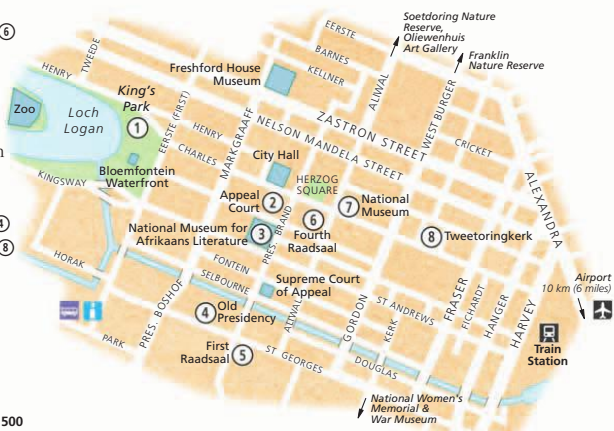 6
EERSTE
Soetdoring Nature
Reserve,
Oliewenhuis
Art Gallery
Franklin
Nature Reserve
BARNES
KELLNER
TWEEDE
HENRY
Freshford House
Museum
ALIWAL
WEST BURGER
King's
Park
1
Zoo
Loch
Logan
EERSTE (FIRST)
MARKGRAAFF
HENRY
CHARLES
ZASTRON STREET
NELSON MANDELA STREET
CRICKET
ALEXANDRA
City Hall
HERZOG
SQUARE
Bloemfontein
Waterfront
KINGSWAY
Appeal
Court
2
6
Fourth
Raadsaal
7
National
Museum
8
Tweetoringkerk
4
8
National Museum for
Afrikaans Literature
3
PRES. BRAND
HORAK
FONTEIN
SELBOURNE
Supreme Court
of Appeal
Airport
10 km (6 miles)
PRES. BOSHOF
4
Old
Presidency
ALIWAL
GORDON
KERK
ST ANDREWS
FRASER
FICHARDT
HANGER
HARVEY
Train
Station
PARK
First
Raadsaal
5
ST GEORGES
DOUGLAS
National Women's
Memorial &
War Museum
500